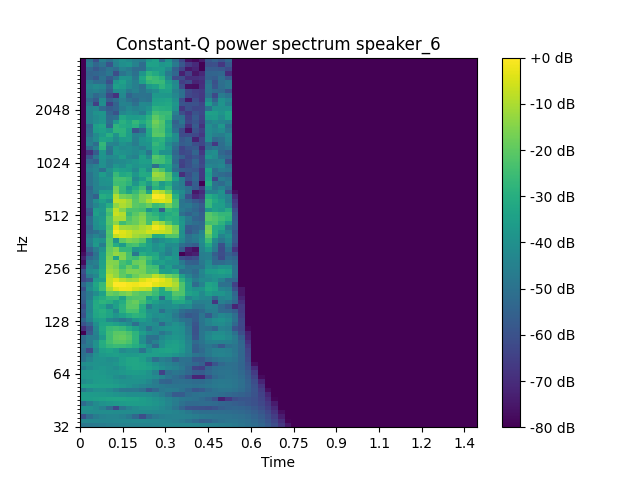 Constant-Q power spectrum speaker_6
+0 dB
2048
-10 dB
1024
-20 dB
-30 dB
512
Hz
-40 dB
256
-50 dB
128
-60 dB
64
-70 dB
32
-80 dB
0 0.15 0.3 0.45 0.6 0.75 0.9 1.1 1.2 1.4
Time